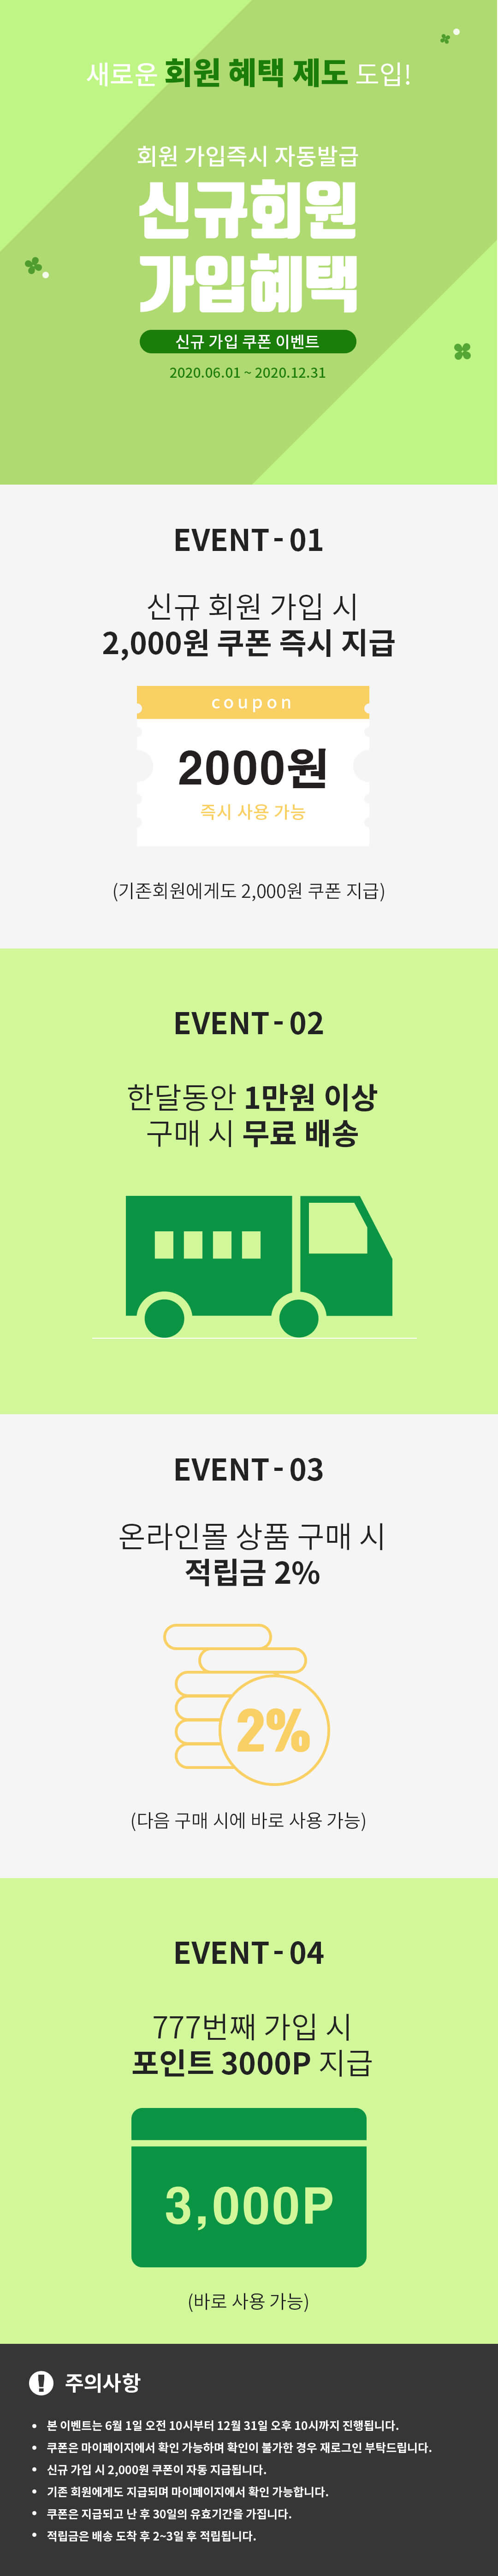 새로운 회원 혜택 제도 도입!
회원 가입즉시 자동발급
신규회원
가입혜택
신규 가입 쿠폰 이벤트
2020.06.01 ~ 2020.12.31
EVENT - 01
신규 회원 가입 시
2,000원 쿠폰 즉시 지급
coupon
2000원
즉시 사용 가능
(기존회원에게도 2,000원 쿠폰 지급)
EVENT - 02
한달동안 1만원 이상
구매 시 무료 배송
EVENT - 03
온라인몰 상품 구매 시
적립금 2%
2%
(다음 구매 시에 바로 사용 가능)
EVENT - 04
777번째 가입 시
포인트 3000P 지급
3,000P
(바로 사용 가능)
주의사항
• 본 이벤트는 6월 1일 오전 10시부터 12월 31일 오후 10시까지 진행됩니다.
• 쿠폰은 마이페이지에서 확인 가능하며 확인이 불가한 경우 재로그인 부탁드립니다.
• 신규 가입 시 2,000원 쿠폰이 자동 지급됩니다.
• 기존 회원에게도 지급되며 마이페이지에서 확인 가능합니다.
• 쿠폰은 지급되고 난 후 30일의 유효기간을 가집니다.
• 적립금은 배송 도착 후 2~3일 후 적립됩니다.